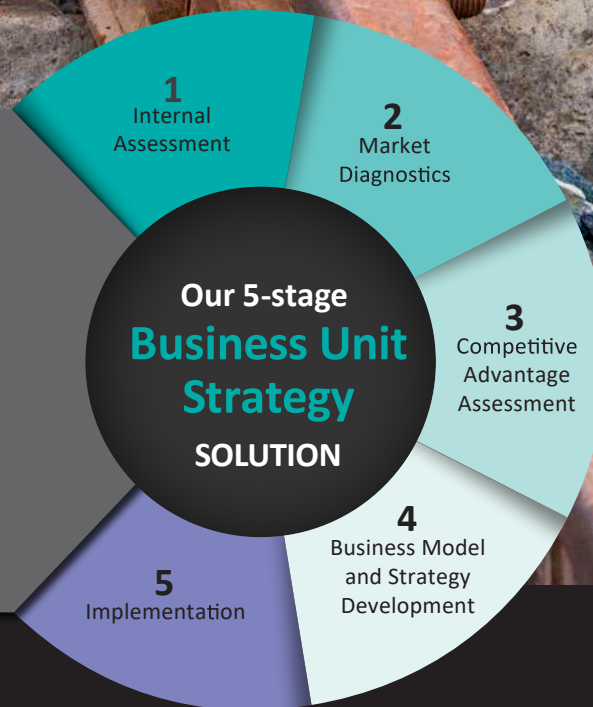 1
Internal
Assessment
2
Market
Diagnostics
3
Competitive
Advantage
Assessment
4
Business Model
and Strategy
Development
5
Implementation
Our 5-stage
Business Unit
Strategy
SOLUTION